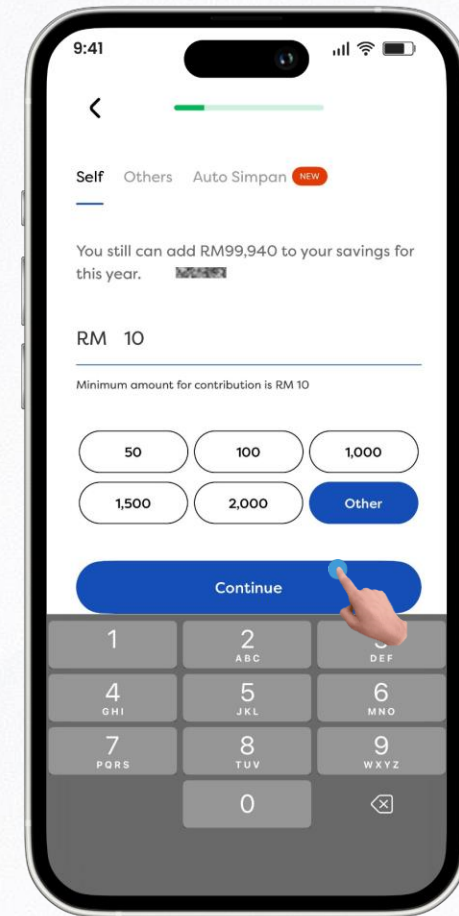 9:41
Self Others Auto Simpan NEW
You still can add RM99,940 to your savings for
this year.
RM 10
Minimum amount for contribution is RM 10
50 100 1,000
1,500 2,000 Other
Continue
1 2 3
ABC DEF
4 5 6
GHI JKL MNO
7 8 9
PQRS TUV WXYZ
0